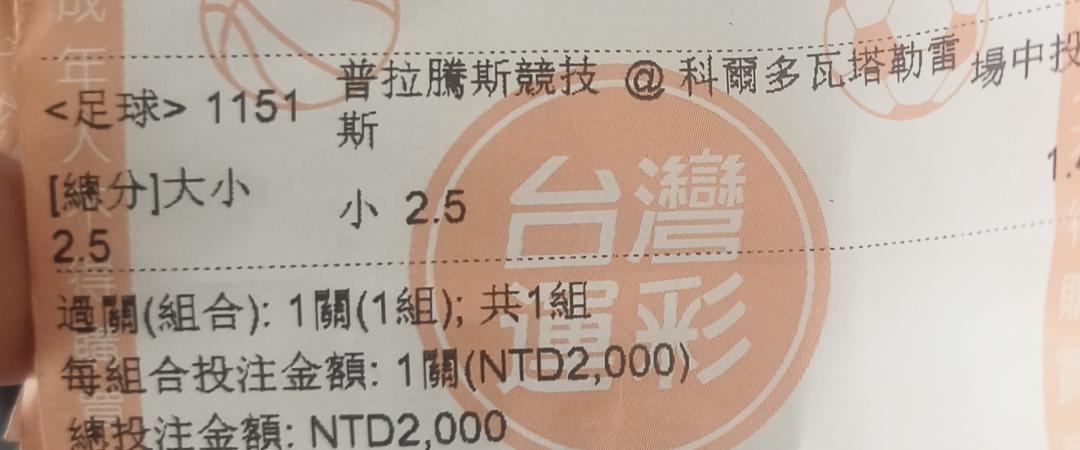 <足球> 1151 普拉騰斯競技 @ 科爾多瓦塔勒雷 場中投
斯
[總分]大小 小 2.5
2.5
過關(組合): 1關(1組); 共1組
每組合投注金額: 1關(NTD2,000)
總投注金額: NTD2,000
台灣
運彩
成年人